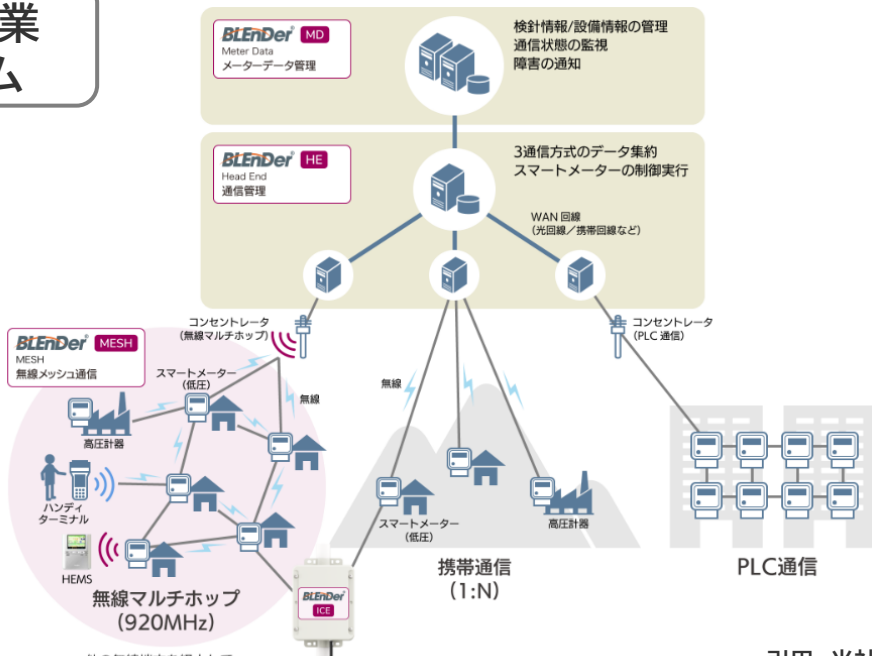 業
ム
BLEnDer MD
Meter Data
メーターデータ管理
検針情報/設備情報の管理
通信状態の監視
障害の通知
BLEnDer HE
Head End
通信管理
3通信方式のデータ集約
スマートメーターの制御実行
WAN 回線
(光回線/携帯回線など)
コンセントレータ
(無線マルチホップ)
コンセントレータ
(PLC 通信)
BLEnDer MESH
MESH
無線メッシュ通信
スマートメーター
(低圧)
無線
無線
高圧計器
ハンディ
ターミナル
HEMS
スマートメーター
(低圧)
高圧計器
無線マルチホップ
(920MHz)
携帯通信
(1:N)
PLC通信
BLEnDer
ICE